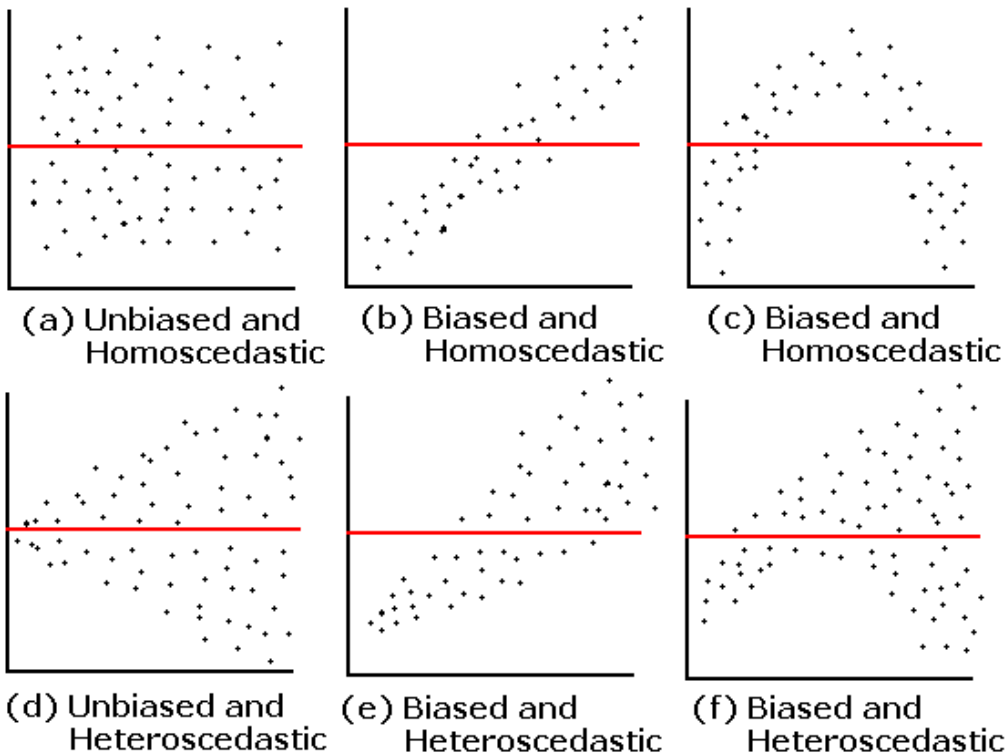 (a) Unbiased and
Homoscedastic
(b) Biased and
Homoscedastic
(c) Biased and
Homoscedastic
(d) Unbiased and
Heteroscedastic
(e) Biased and
Heteroscedastic
(f) Biased and
Heteroscedastic